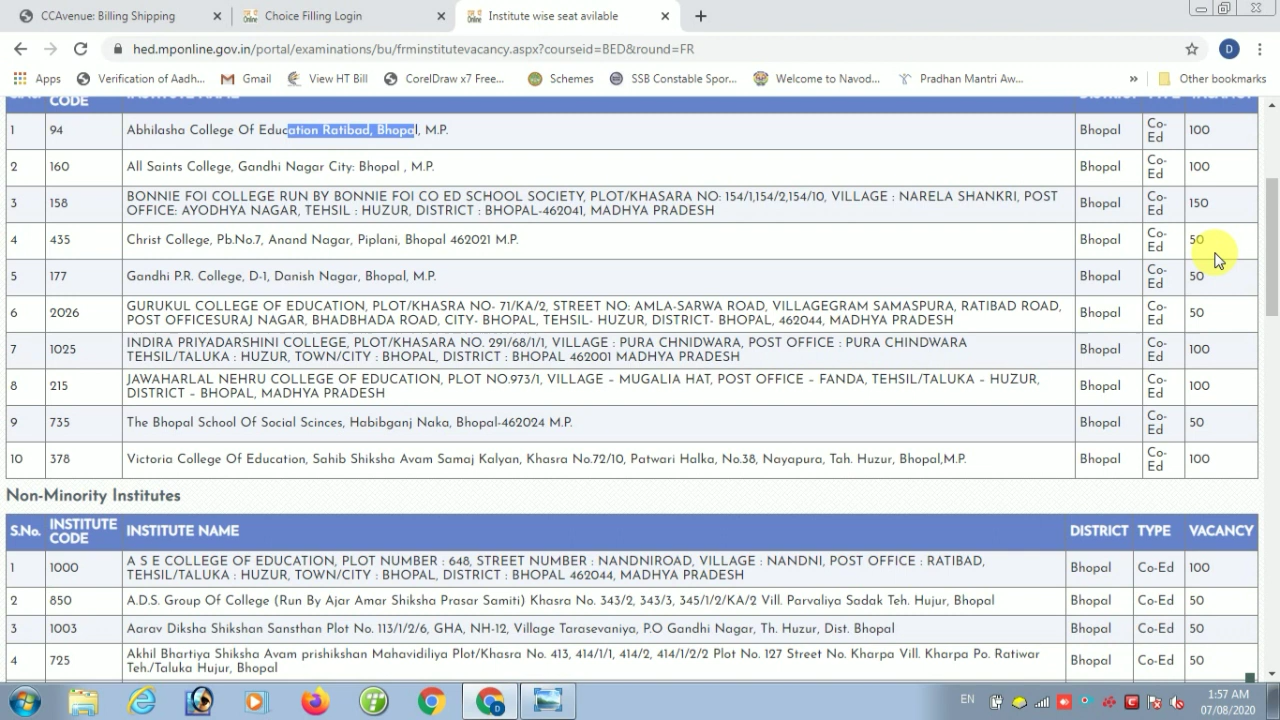 CCAvenue: Billing Shipping
Choice Filling Login
Institute wise seat avilable
hed.mponline.gov.in/portal/examinations/bu/frminstitutevacancy.aspx?courseid=BED&round=FR
D
Apps
Verification of Aadh...
Gmail
View HT Bill
CorelDraw x7 Free...
Schemes
SSB Constable Spor...
Welcome to Navod...
Pradhan Mantri Aw...
»
Other bookmarks
CODE
1 94 Abhilasha College Of Education Ratibad, Bhopal, M.P. Bhopal Co-Ed 100
2 160 All Saints College, Gandhi Nagar City: Bhopal , M.P. Bhopal Co-Ed 100
3 158 BONNIE FOI COLLEGE RUN BY BONNIE FOI CO ED SCHOOL SOCIETY, PLOT/KHASARA NO: 154/1,154/2,154/10, VILLAGE : NARELA SHANKRI, POST
OFFICE: AYODHYA NAGAR, TEHSIL : HUZUR, DISTRICT : BHOPAL-462041, MADHYA PRADESH Bhopal Co-Ed 150
4 435 Christ College, Pb.No.7, Anand Nagar, Piplani, Bhopal 462021 M.P. Bhopal Co-Ed 50
5 177 Gandhi P.R. College, D-1, Danish Nagar, Bhopal, M.P. Bhopal Co-Ed 50
6 2026 GURUKUL COLLEGE OF EDUCATION, PLOT/KHASRA NO- 71/KA/2, STREET NO: AMLA-SARWA ROAD, VILLAGEGRAM SAMASPURA, RATIBAD ROAD,
POST OFFICESURAJ NAGAR, BHADBHADA ROAD, CITY- BHOPAL, TEHSIL- HUZUR, DISTRICT- BHOPAL, 462044, MADHYA PRADESH Bhopal Co-Ed 50
7 1025 INDIRA PRIYADARSHINI COLLEGE, PLOT/KHASARA NO. 291/68/1/1, VILLAGE : PURA CHNIDWARA, POST OFFICE : PURA CHINDWARA
TEHSIL/TALUKA : HUZUR, TOWN/CITY : BHOPAL, DISTRICT : BHOPAL 462001 MADHYA PRADESH Bhopal Co-Ed 100
8 215 JAWAHARLAL NEHRU COLLEGE OF EDUCATION, PLOT NO.973/1, VILLAGE – MUGALIA HAT, POST OFFICE – FANDA, TEHSIL/TALUKA – HUZUR,
DISTRICT – BHOPAL, MADHYA PRADESH Bhopal Co-Ed 100
9 735 The Bhopal School Of Social Scinces, Habibganj Naka, Bhopal-462024 M.P. Bhopal Co-Ed 50
10 378 Victoria College Of Education, Sahib Shiksha Avam Samaj Kalyan, Khasra No.72/10, Patwari Halka, No.38, Nayapura, Tah. Huzur, Bhopal,M.P. Bhopal Co-Ed 100
Non-Minority Institutes
S.No. INSTITUTE CODE INSTITUTE NAME DISTRICT TYPE VACANCY
1 1000 A S E COLLEGE OF EDUCATION, PLOT NUMBER : 648, STREET NUMBER : NANDNIROAD, VILLAGE : NANDNI, POST OFFICE : RATIBAD,
TEHSIL/TALUKA : HUZUR, TOWN/CITY : BHOPAL, DISTRICT : BHOPAL 462044, MADHYA PRADESH Bhopal Co-Ed 100
2 850 A.D.S. Group Of College (Run By Ajar Amar Shiksha Prasar Samiti) Khasra No. 343/2, 343/3, 345/1/2/KA/2 Vill. Parvaliya Sadak Teh. Hujur, Bhopal Bhopal Co-Ed 50
3 1003 Aarav Diksha Shikshan Sansthan Plot No. 113/1/2/6, GHA, NH-12, Village Tarasevaniya, P.O Gandhi Nagar, Th. Huzur, Dist. Bhopal Bhopal Co-Ed 50
4 725 Akhil Bhartiya Shiksha Avam prishikshan Mahavidiliya Plot/Khasra No. 413, 414/1/1, 414/2, 414/1/2/2 Plot No. 127 Street No. Kharpa Vill. Kharpa Po. Ratiwar
Teh./Taluka Hujur, Bhopal Bhopal Co-Ed 50
EN
1:57 AM
07/08/2020